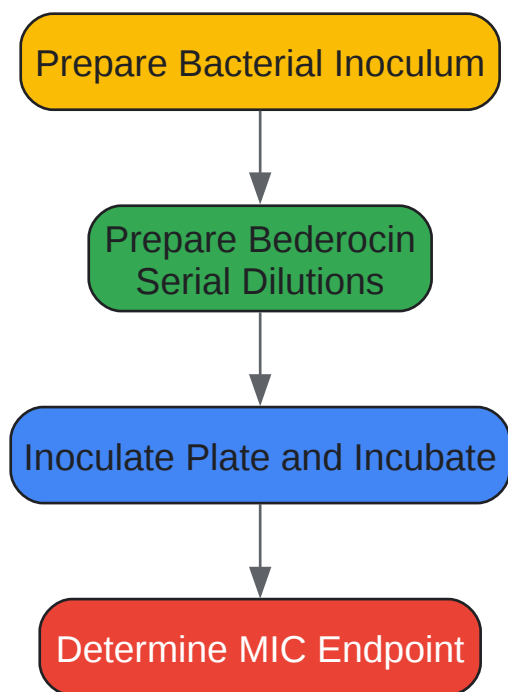 Prepare Bacterial Inoculum
Prepare Bederocin
Serial Dilutions
Inoculate Plate and Incubate
Determine MIC Endpoint